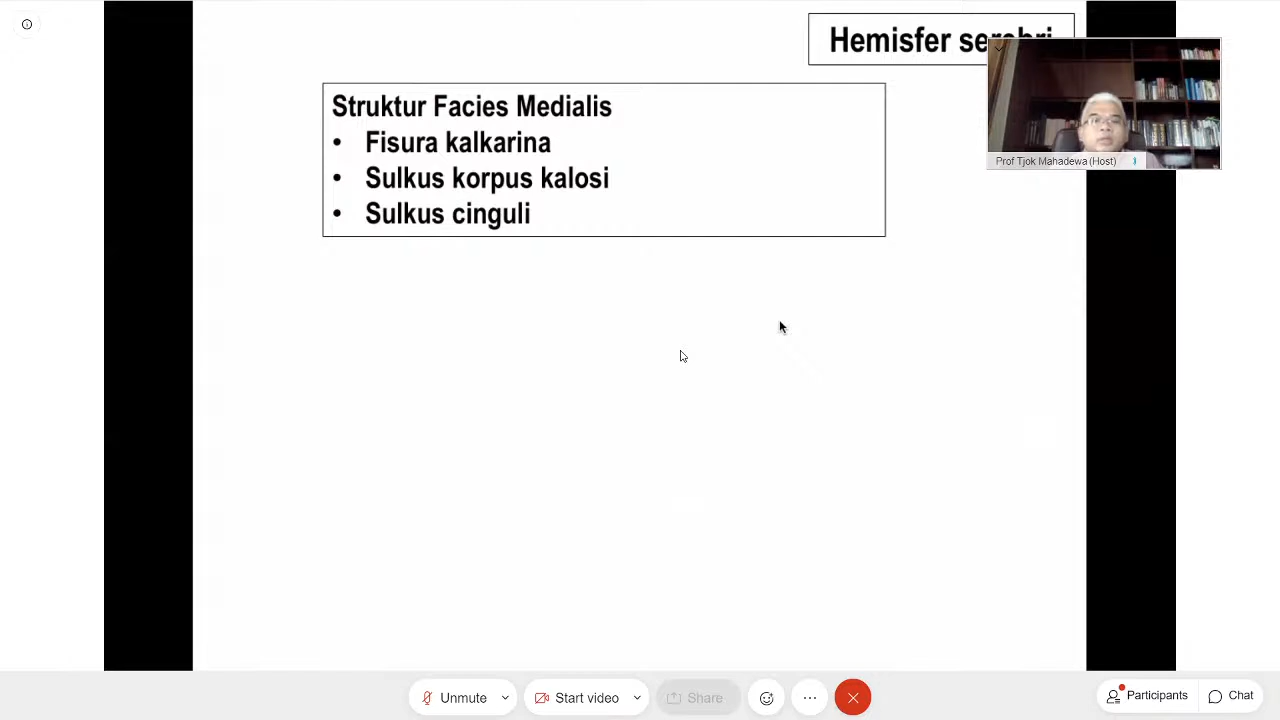 Hemisfer
Struktur Facies Medialis
• Fisura kalkarina
• Sulkus korpus kalosi
• Sulkus cinguli
Prof Tjok Mahadewa (Host)
Unmute
Start video
Share
Participants
Chat